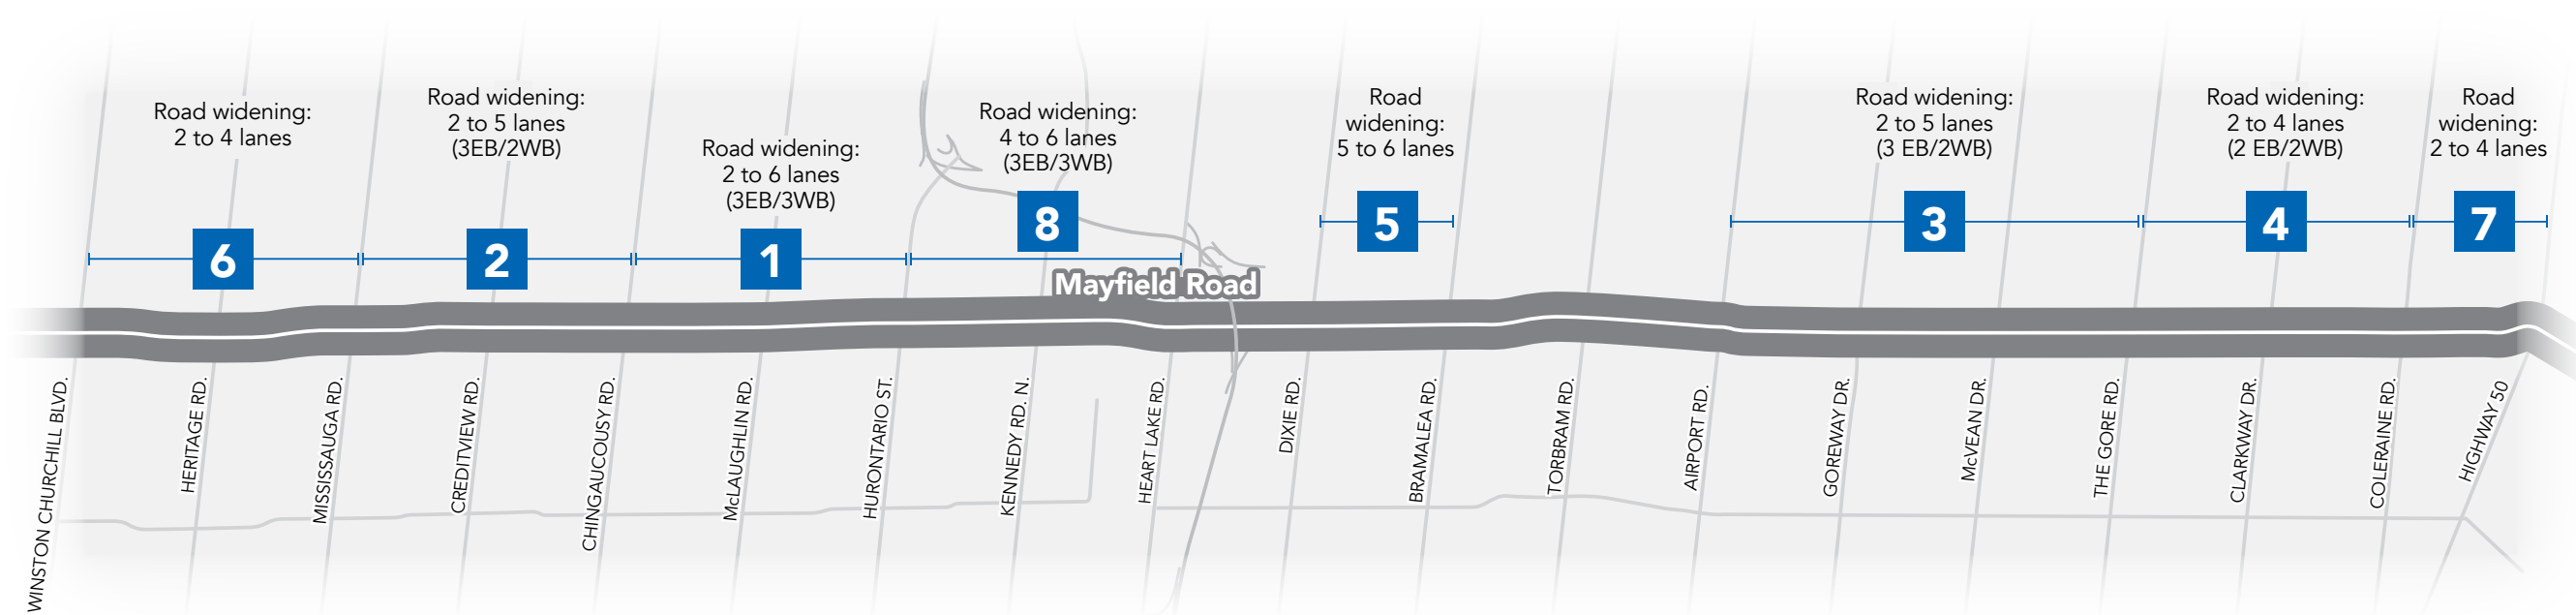 Road widening:
2 to 4 lanes
6
Road widening:
2 to 5 lanes
(3EB/2WB)
2
Road widening:
2 to 6 lanes
(3EB/3WB)
1
Road widening:
4 to 6 lanes
(3EB/3WB)
8
Road
widening:
5 to 6 lanes
5
Road widening:
2 to 5 lanes
(3 EB/2WB)
3
Road widening:
2 to 4 lanes
(2 EB/2WB)
4
Road
widening:
2 to 4 lanes
7
Mayfield Road
WINSTON CHURCHILL BLVD.
HERITAGE RD.
MISSISSAUGA RD.
CREDITVIEW RD.
CHINGAUCOUSY RD.
McLAUGHLIN RD.
HURONTARIO ST.
KENNEDY RD. N.
HEART LAKE RD.
DIXIE RD.
BRAMALEA RD.
TORBRAM RD.
AIRPORT RD.
GOREWAY DR.
McVEAN DR.
THE GORE RD.
CLARKWAY DR.
COLERAINE RD.
HIGHWAY 50